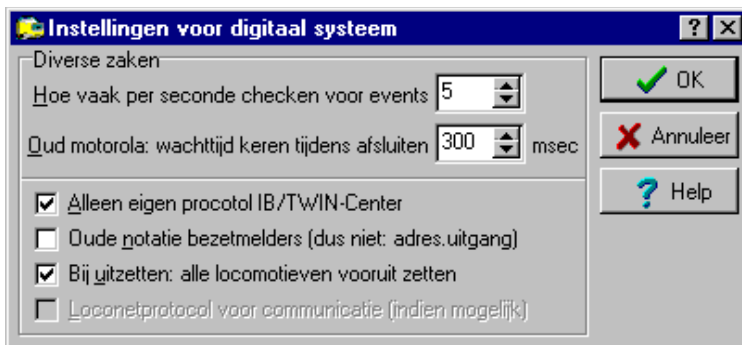 Instellingen voor digitaal systeem
Diverse zaken
Hoe vaak per seconde checken voor events 5
Oud motorola: wachttijd keren tijdens afsluiten 300 msec
Alleen eigen procotol IB/TWIN-Center
Oude notatie bezetmelders (dus niet: adres.uitgang)
Bij uitzetten: alle locomotieven vooruit zetten
Loconetprotocol voor communicatie (indien mogelijk)
OK
Annuleer
Help